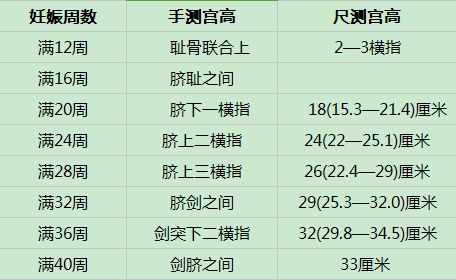 妊娠周数 手测宫高 尺测宫高
满12周 耻骨联合上 2—3横指
满16周 脐耻之间
满20周 脐下一横指 18(15.3—21.4)厘米
满24周 脐上二横指 24(22—25.1)厘米
满28周 脐上三横指 26(22.4—29)厘米
满32周 脐剑之间 29(25.3—32.0)厘米
满36周 剑突下二横指 32(29.8—34.5)厘米
满40周 剑脐之间 33厘米